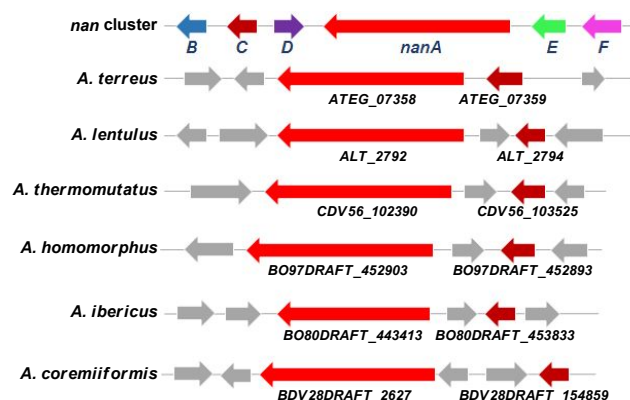 nan cluster
B C D nanA E F
A. terreus
ATEG_07358 ATEG_07359
A. lentulus
ALT_2792 ALT_2794
A. thermomutatus
CDV56_102390 CDV56_103525
A. homomorphus
BO97DRAFT_452903 BO97DRAFT_452893
A. ibericus
BO80DRAFT_443413 BO80DRAFT_453833
A. coremiiformis
BDV28DRAFT_2627 BDV28DRAFT_154859